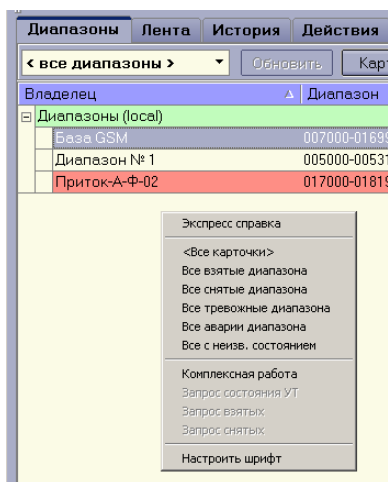 Диапазоны Лента История Действия
< все диапазоны > Обновить Карт
Владелец Диапазон
Диапазоны (local)
База GSM 007000-01699
Диапазон № 1 005000-00531
Приток-А-Ф-02 017000-01819
Экспресс справка
<Все карточки>
Все взятые диапазона
Все снятые диапазона
Все тревожные диапазона
Все аварии диапазона
Все с неизв. состоянием
Комплексная работа
Запрос состояния УТ
Запрос взятых
Запрос снятых
Настроить шрифт